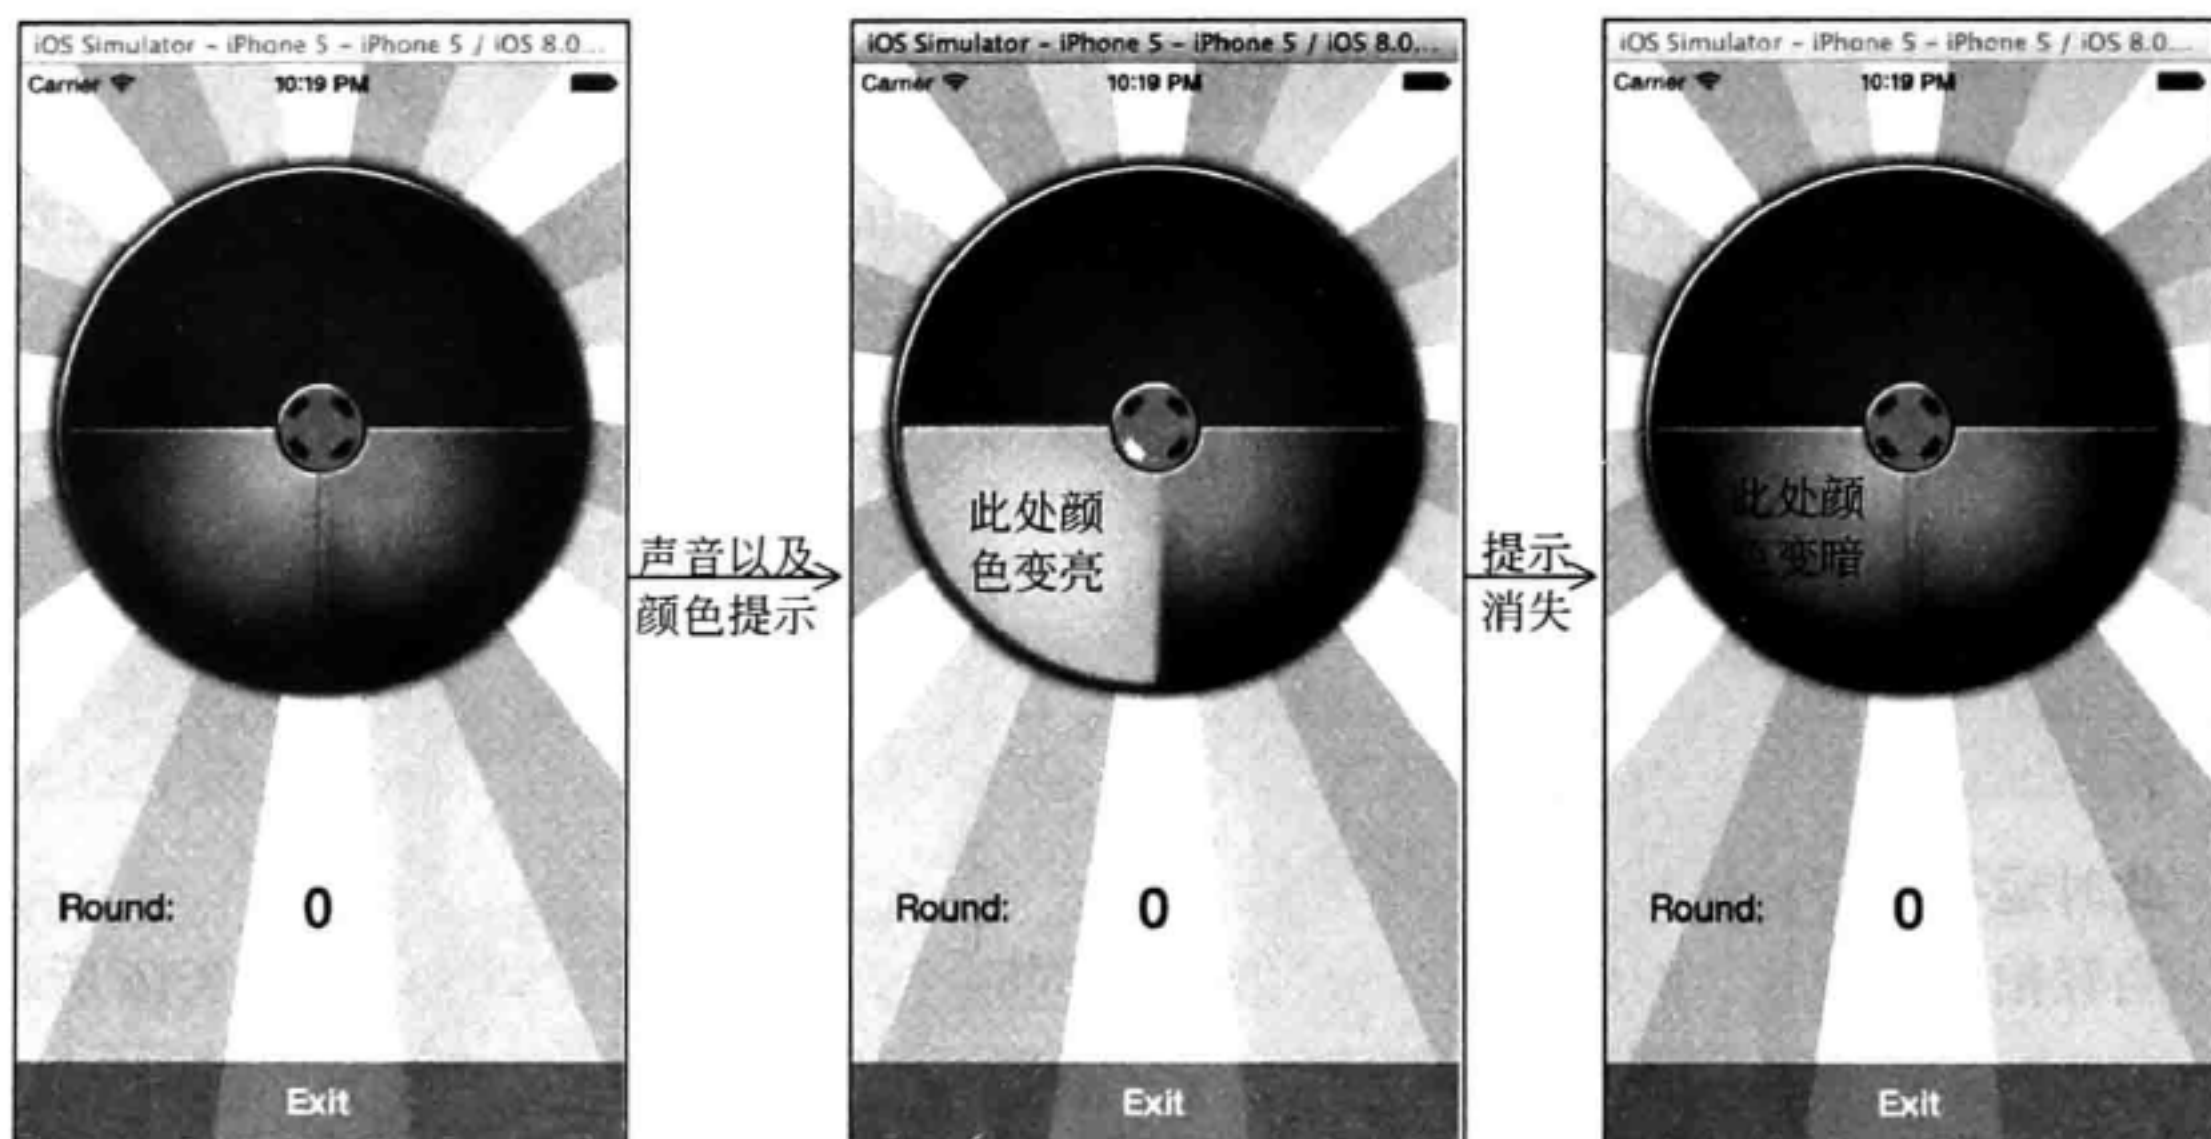 iOS Simulator – iPhone 5 – iPhone 5 / iOS 8.0...
Carrier
10:19 PM
Round:
0
Exit
声音以及
颜色提示
iOS Simulator – iPhone 5 – iPhone 5 / iOS 8.0...
Carrier
10:19 PM
此处颜
色变亮
Round:
0
Exit
提示
消失
iOS Simulator – iPhone 5 – iPhone 5 / iOS 8.0...
Carrier
10:19 PM
此处颜
色变暗
Round:
0
Exit